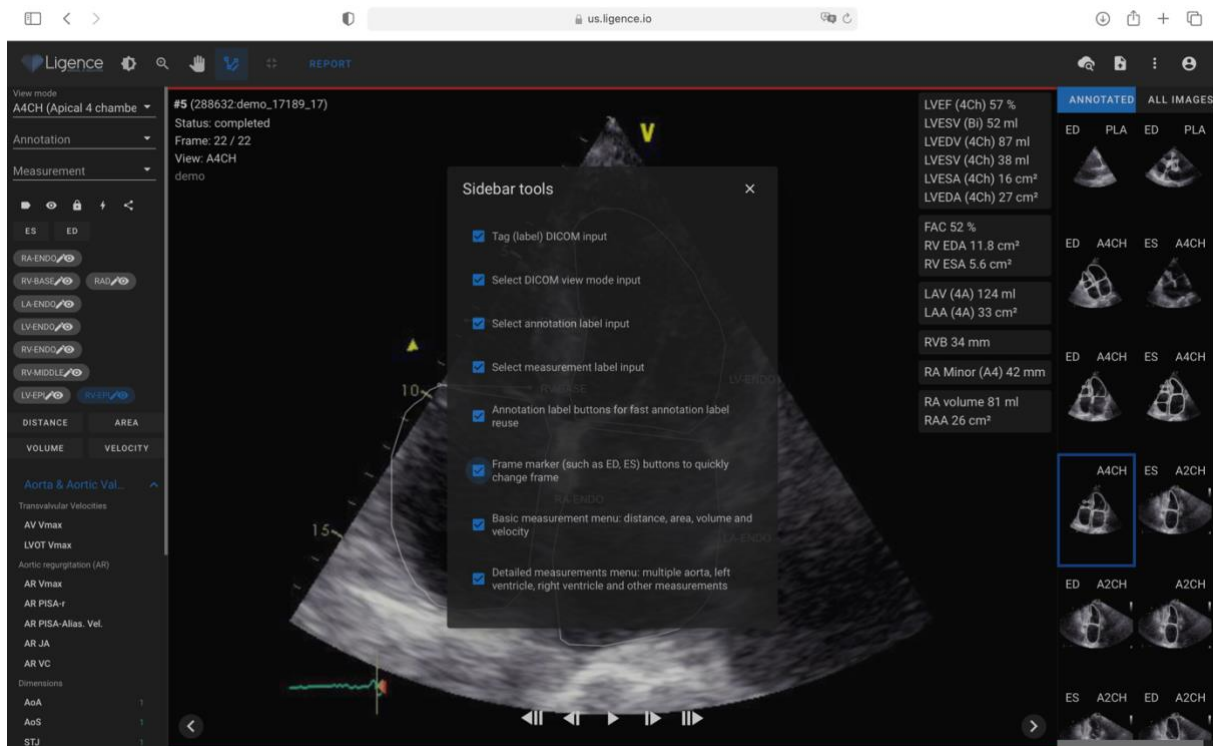 us.ligence.io
Ligence
REPORT
View mode
A4CH (Apical 4 chambe
Annotation
Measurement
ES ED
RA-ENDO
RV-BASE RAD
LA-ENDO
LV-ENDO
RV-ENDO
RV-MIDDLE
LV-EPI RV-EPI
DISTANCE AREA
VOLUME VELOCITY
Aorta & Aortic Val...
Transvalvular Velocities
AV Vmax
LVOT Vmax
Aortic regurgitation (AR)
AR Vmax
AR PISA-r
AR PISA-Alias. Vel.
AR JA
AR VC
Dimensions
AoA 1
AoS 1
STJ 1
#5 (288632:demo_17189_17)
Status: completed
Frame: 22 / 22
View: A4CH
demo
V
10
15
RV-BASE
LV-ENDO
RA-ENDO
LA-ENDO
Sidebar tools
Tag (label) DICOM input
Select DICOM view mode input
Select annotation label input
Select measurement label input
Annotation label buttons for fast annotation label
reuse
Frame marker (such as ED, ES) buttons to quickly
change frame
Basic measurement menu: distance, area, volume and
velocity
Detailed measurements menu: multiple aorta, left
ventricle, right ventricle and other measurements
LVEF (4Ch) 57 %
LVESV (Bi) 52 ml
LVEDV (4Ch) 87 ml
LVESV (4Ch) 38 ml
LVESA (4Ch) 16 cm²
LVEDA (4Ch) 27 cm²
FAC 52 %
RV EDA 11.8 cm²
RV ESA 5.6 cm²
LAV (4A) 124 ml
LAA (4A) 33 cm²
RVB 34 mm
RA Minor (A4) 42 mm
RA volume 81 ml
RAA 26 cm²
ANNOTATED ALL IMAGES
ED PLA ED PLA
ED A4CH ES A4CH
ED A4CH ES A4CH
A4CH ES A2CH
ED A2CH A2CH
ES A2CH ED A2CH